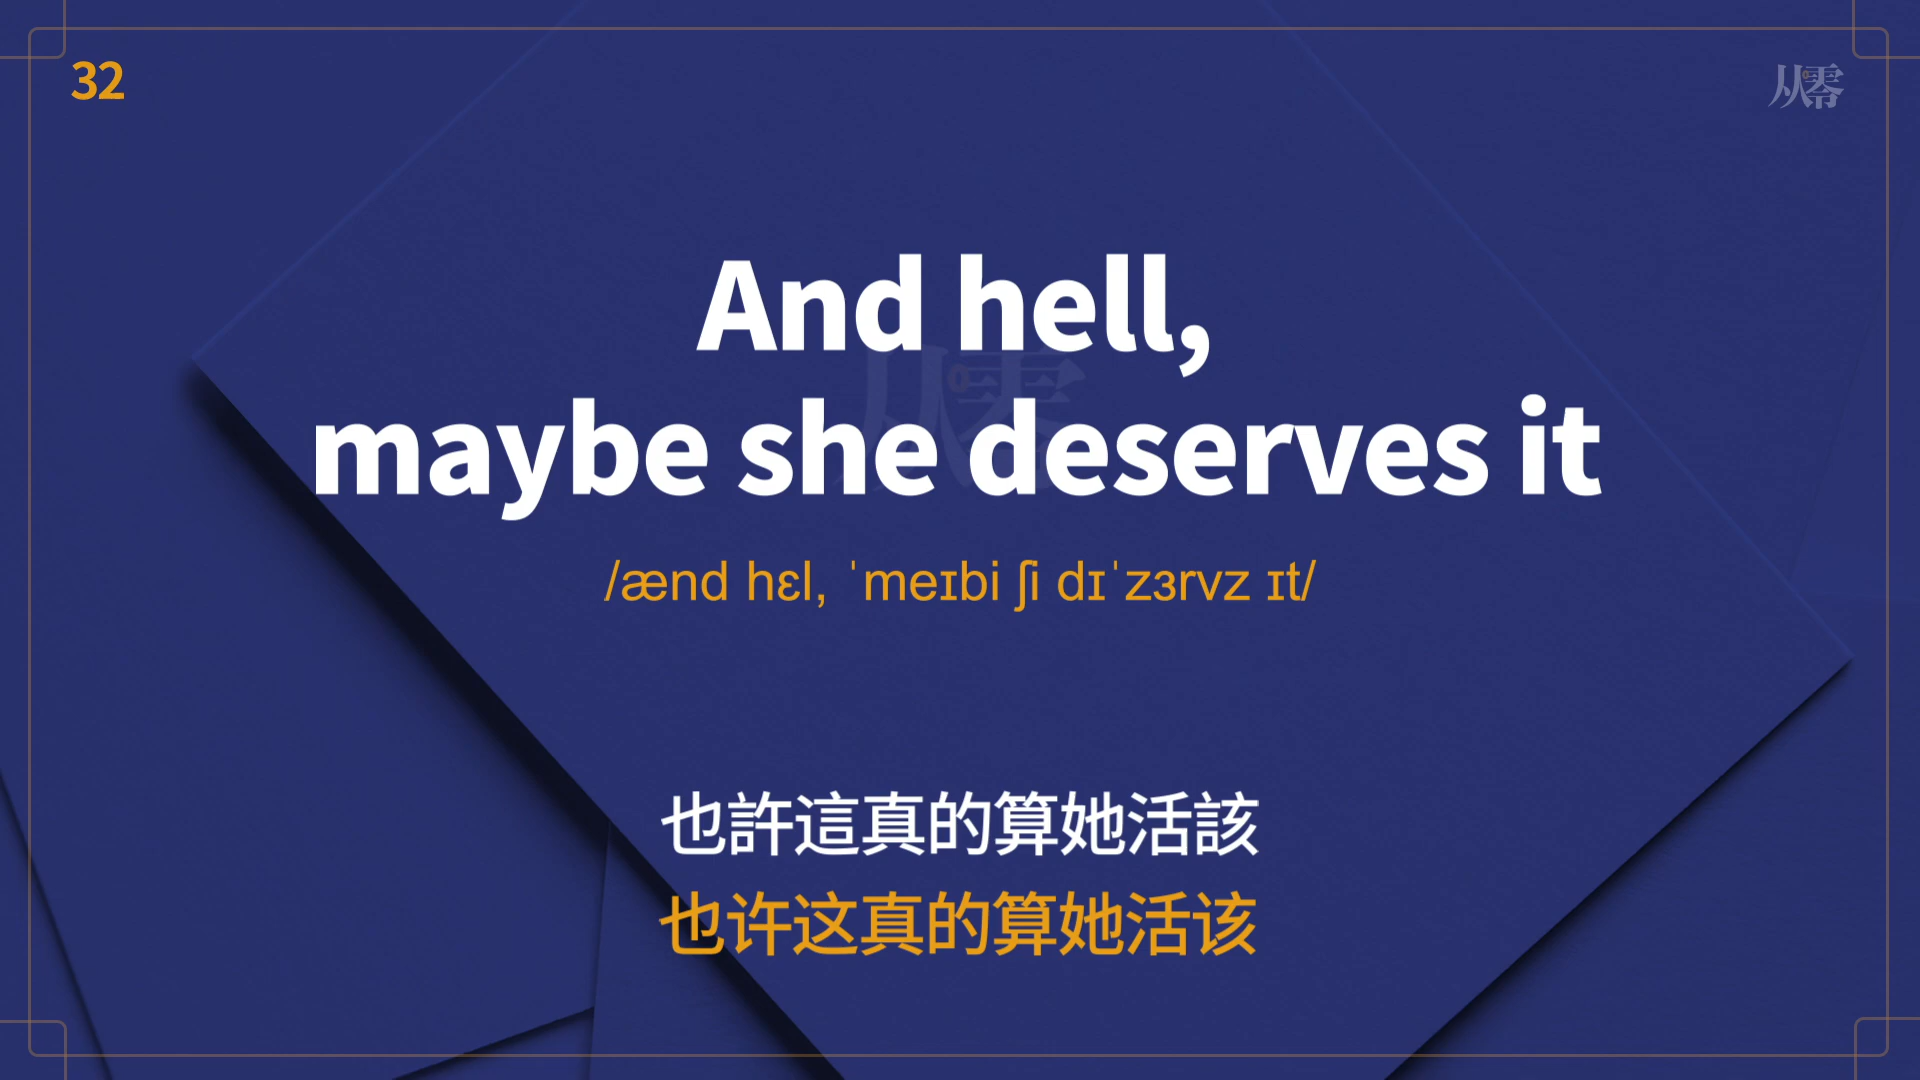 32
从零
And hell,
maybe she deserves it
/ænd hɛl, ˈmeɪbi ʃi dɪˈzɜrvz ɪt/
也許這真的算她活該
也许这真的算她活该